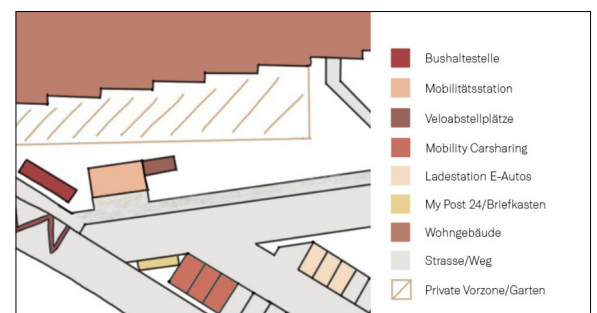 Bushaltestelle
Mobilitätsstation
Veloabstellplätze
Mobility Carsharing
Ladestation E-Autos
My Post 24/Briefkasten
Wohngebäude
Strasse/Weg
Private Vorzone/Garten